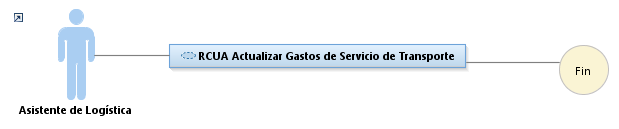 RCUA Actualizar Gastos de Servicio de Transporte
Fin
Asistente de Logística